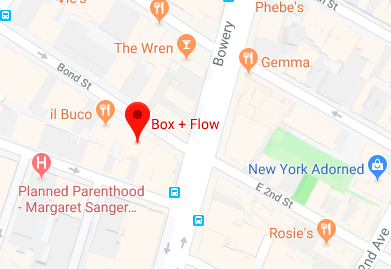 Vic's
Phebe's
The Wren
Bowery
Gemma
Bond St
il Buco
Box + Flow
H
Planned Parenthood
- Margaret Sanger...
New York Adorned
E 2nd St
Rosie's
2nd Ave